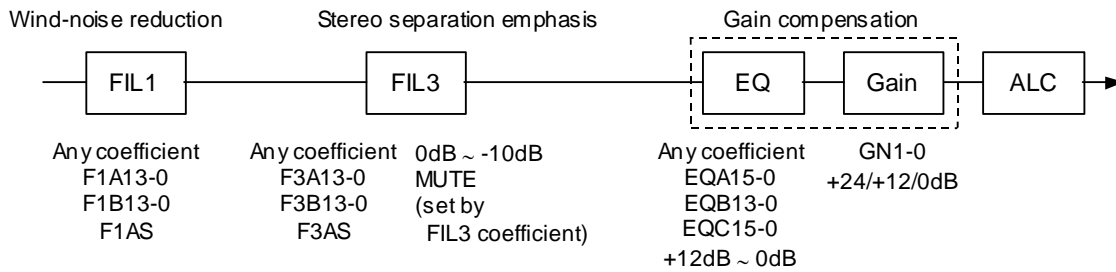 Wind-noise reduction
Stereo separation emphasis
Gain compensation
FIL1
FIL3
EQ
Gain
ALC
Any coefficient
F1A13-0
F1B13-0
F1AS
Any coefficient
F3A13-0
F3B13-0
F3AS
0dB ~ -10dB
MUTE
(set by
FIL3 coefficient)
Any coefficient
EQA15-0
EQB13-0
EQC15-0
+12dB ~ 0dB
GN1-0
+24/+12/0dB